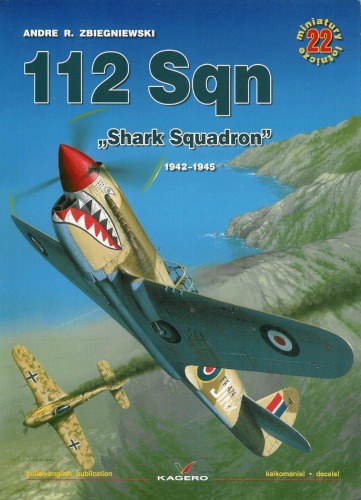 ANDRE R. ZBIEGNIEWSKI
miniatury lotnicze
22
112 Sqn
„Shark Squadron”
1942–1945
polish-english publication
KAGERO
kalkomania! • decals!